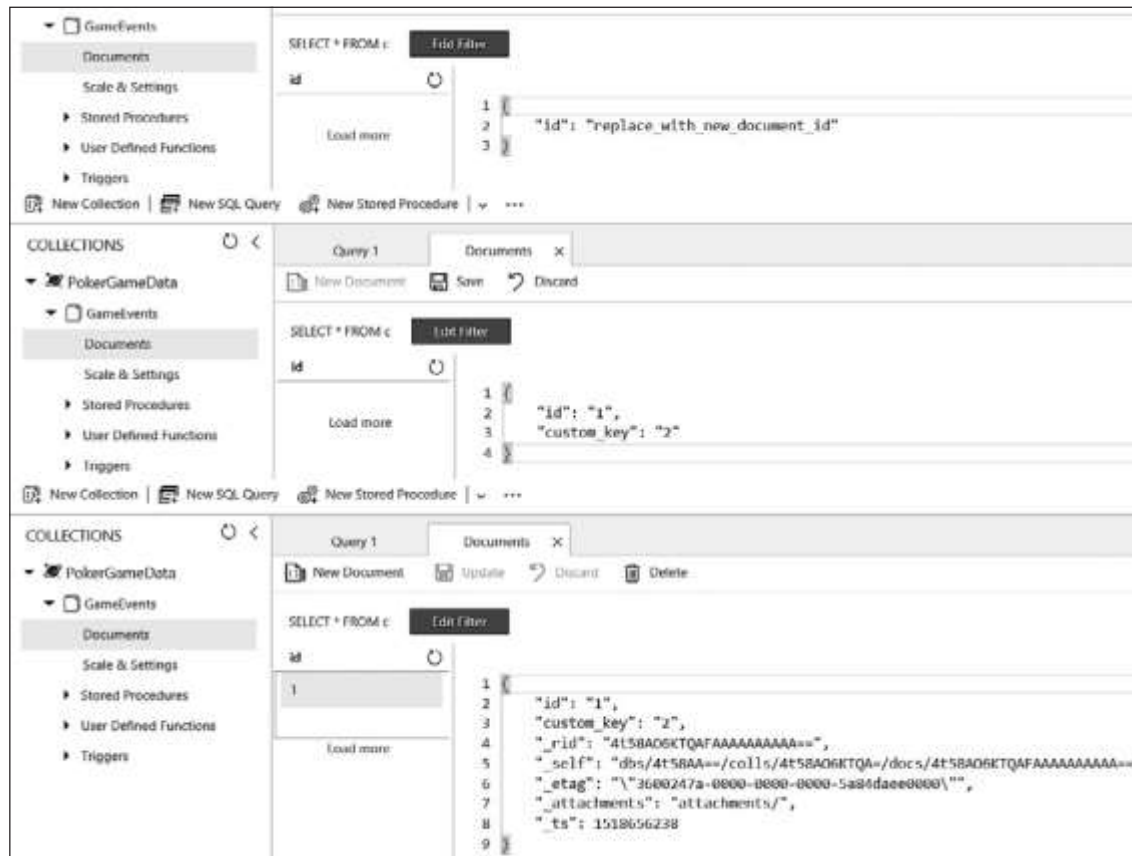 GameEvents
Documents
Scale & Settings
Stored Procedures
User Defined Functions
Triggers
SELECT * FROM c Edit Filter
id
Load more
1 {
2 "id": "replace_with_new_document_id"
3 }
New Collection | New SQL Query New Stored Procedure | ...
COLLECTIONS <
PokerGameData
GameEvents
Documents
Scale & Settings
Stored Procedures
User Defined Functions
Triggers
Query 1 Documents ×
New Document Save Discard
SELECT * FROM c Edit Filter
id
Load more
1 {
2 "id": "1",
3 "custom_key": "2"
4 }
New Collection | New SQL Query New Stored Procedure | ...
COLLECTIONS <
PokerGameData
GameEvents
Documents
Scale & Settings
Stored Procedures
User Defined Functions
Triggers
Query 1 Documents ×
New Document Update Discard Delete
SELECT * FROM c Edit Filter
id
1
Load more
1 {
2 "id": "1",
3 "custom_key": "2",
4 "_rid": "4t58AO6KTQAFAAAAAAAAAA==",
5 "_self": "dbs/4t58AA==/colls/4t58AO6KTQA=/docs/4t58AO6KTQAFAAAAAAAAAA==
6 "_etag": "\"3600247a-0000-0000-0000-5a84daee0000\"",
7 "_attachments": "attachments/",
8 "_ts": 1518656238
9 }